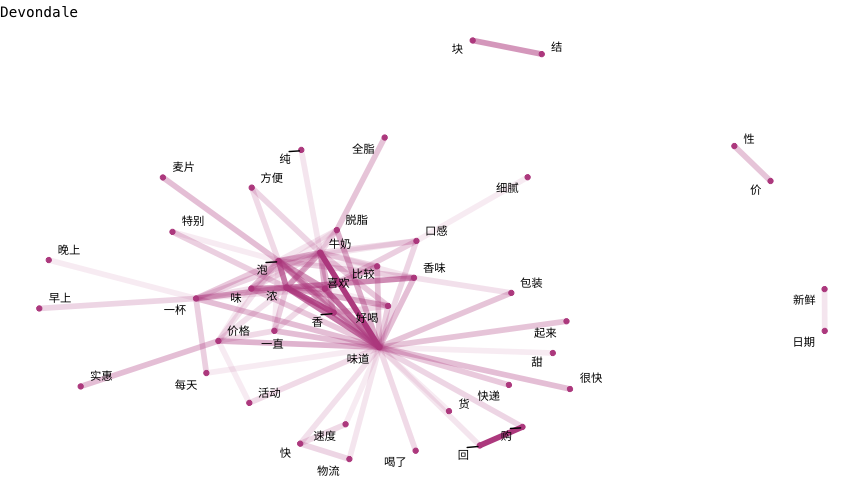 Devondale
块
结
性
价
全脂
纯
麦片
方便
细腻
特别
脱脂
口感
牛奶
晚上
泡
比较
香味
喜欢
包装
早上
味
浓
新鲜
一杯
香
好喝
价格
起来
一直
日期
味道
甜
实惠
每天
很快
活动
快递
货
速度
购
快
回
喝了
物流